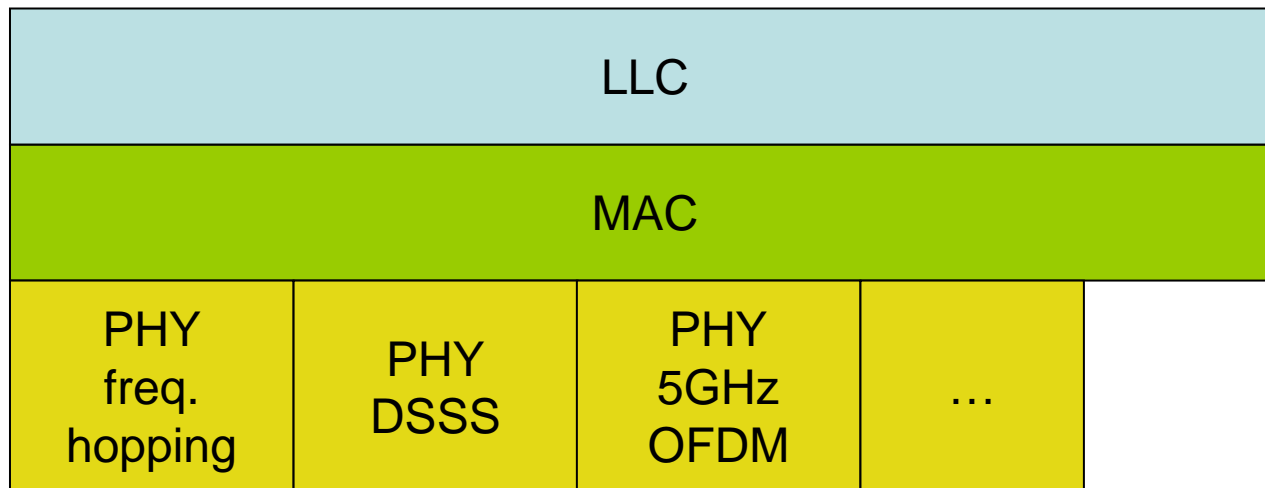 LLC
MAC
PHY
freq.
hopping
PHY
DSSS
PHY
5GHz
OFDM
…